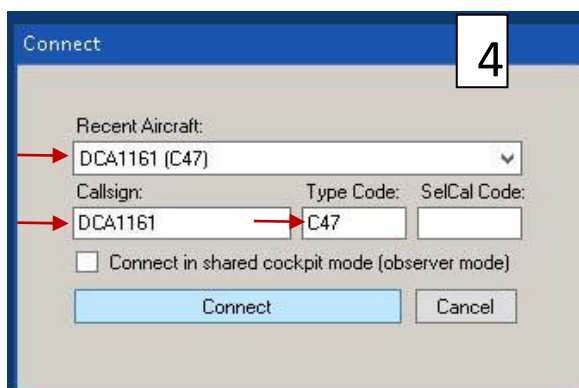 Connect
4
Recent Aircraft:
DCA1161 (C47)
Callsign: Type Code: SelCal Code:
DCA1161 C47
Connect in shared cockpit mode (observer mode)
Connect Cancel